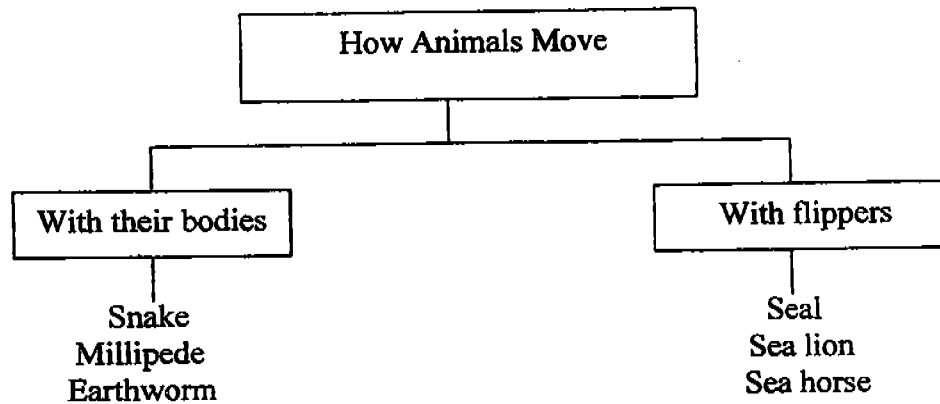 How Animals Move
With their bodies
Snake
Millipede
Earthworm
With flippers
Seal
Sea lion
Sea horse